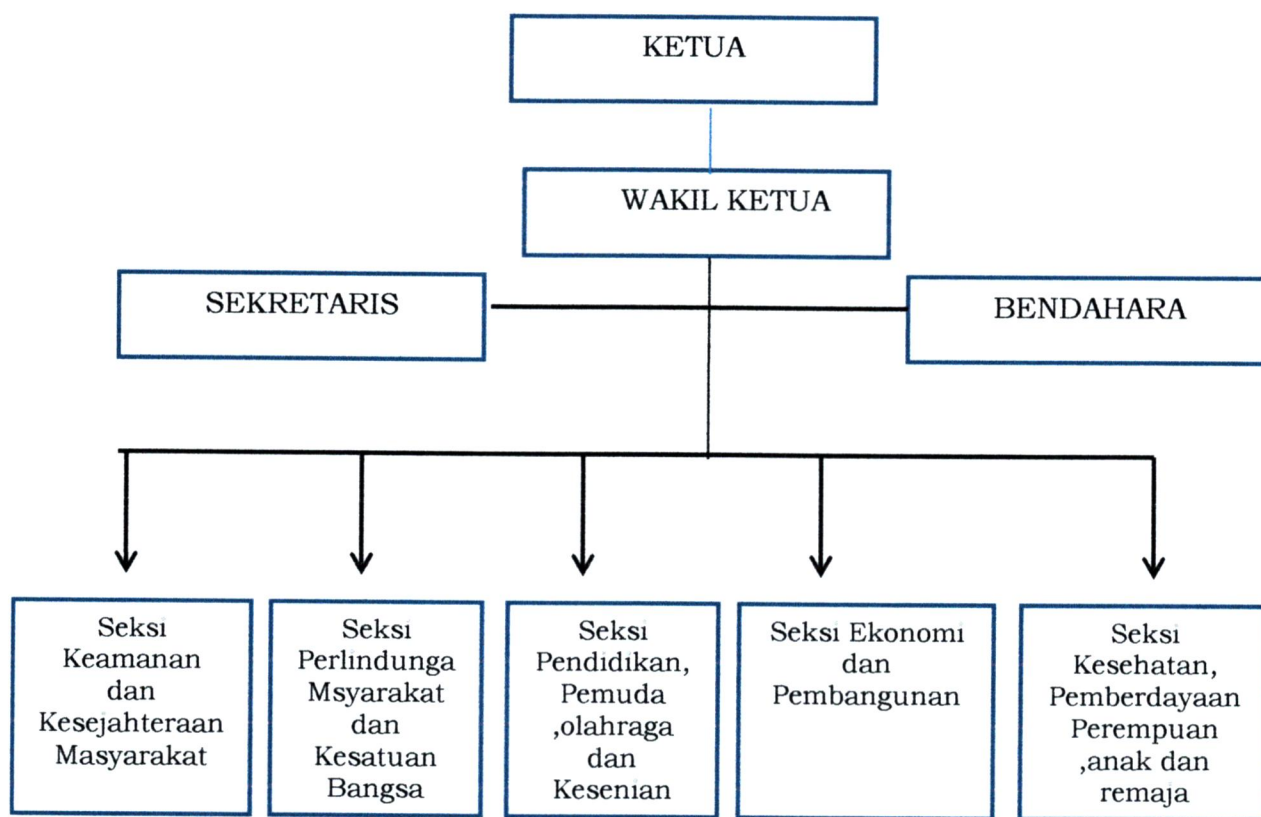 KETUA
WAKIL KETUA
SEKRETARIS
BENDAHARA
Seksi
Keamanan
dan
Kesejahteraan
Masyarakat
Seksi
Perlindunga
Msyarakat
dan
Kesatuan
Bangsa
Seksi
Pendidikan,
Pemuda
,olahraga
dan
Kesenian
Seksi Ekonomi
dan
Pembangunan
Seksi
Kesehatan,
Pemberdayaan
Perempuan
,anak dan
remaja